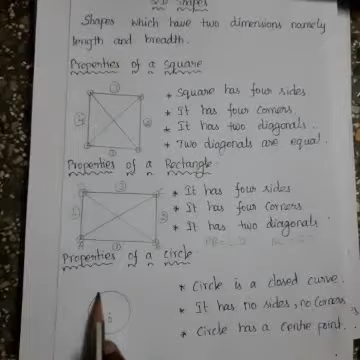 Shapes
Shapes which have two dimensions namely
length and breadth.
Properties of a Square
* Square has four sides.
* It has four corners.
* It has two diagonals.
* Two diagonals are equal.
Properties of a Rectangle
* It has four sides
* It has four corners
* It has two diagonals
Properties of a circle
* Circle is a closed curve.
* It has no sides, no corners
* Circle has a centre point.